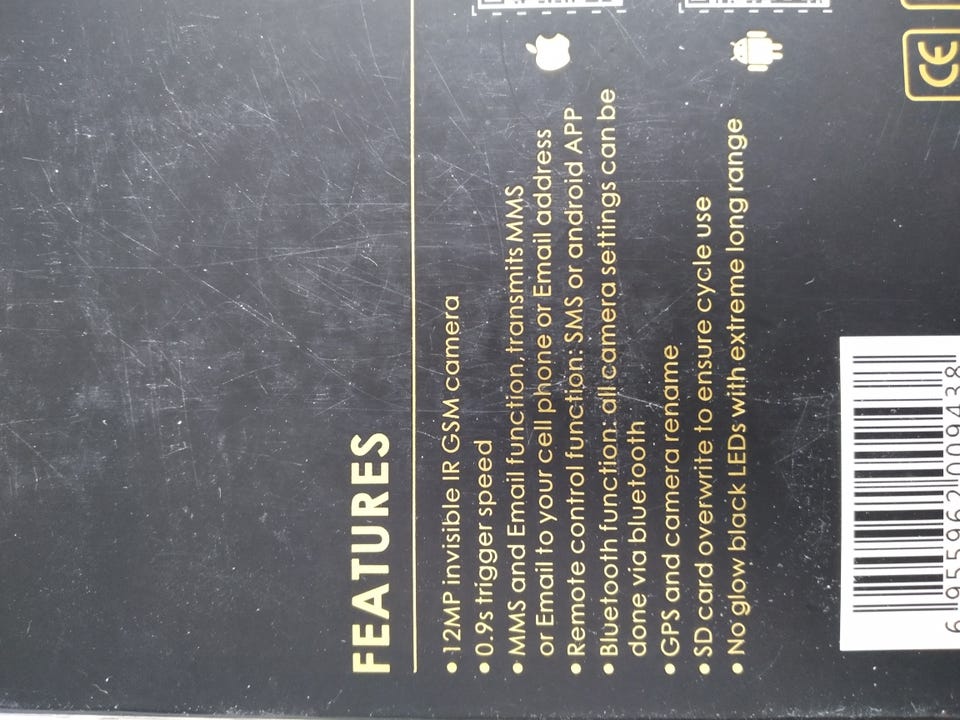 FEATURES
• 12MP invisible IR GSM camera
• 0.9s trigger speed
• MMS and Email function, transmits MMS
or Email to your cell phone or Email address
• Remote control function: SMS or android APP
• Bluetooth function: all camera settings can be
done via bluetooth
• GPS and camera rename
• SD card overwrite to ensure cycle use
• No glow black LEDs with extreme long range
CE
6 955962 009438